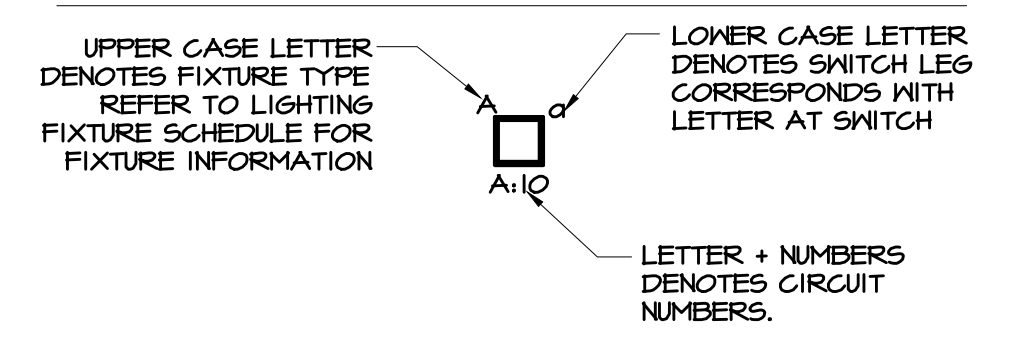 UPPER CASE LETTER
DENOTES FIXTURE TYPE
REFER TO LIGHTING
FIXTURE SCHEDULE FOR
FIXTURE INFORMATION
LOWER CASE LETTER
DENOTES SWITCH LEG
CORRESPONDS WITH
LETTER AT SWITCH
A
a
A:10
LETTER + NUMBERS
DENOTES CIRCUIT
NUMBERS.